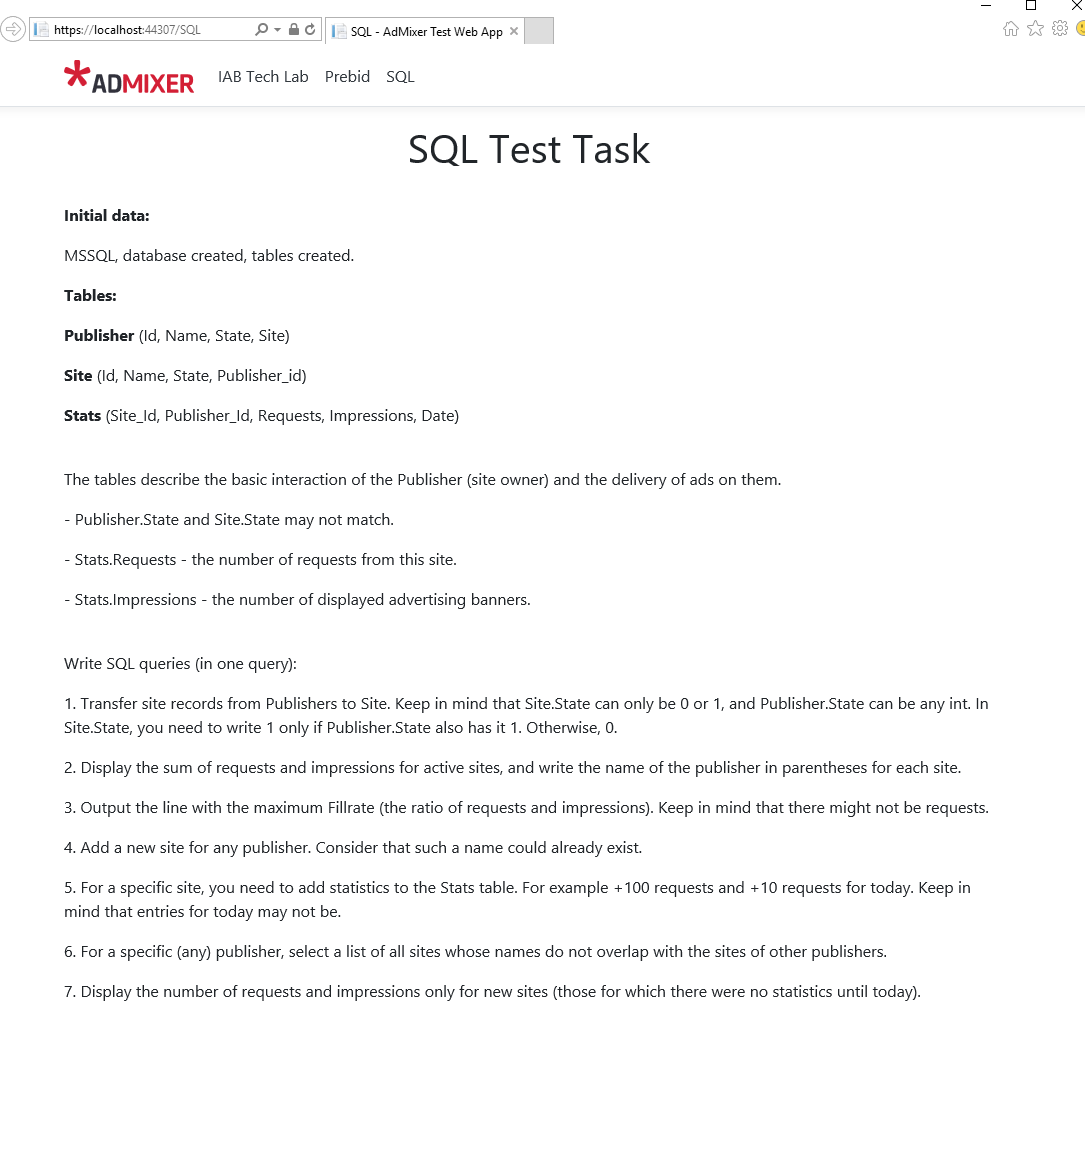 https://localhost:44307/SQL
SQL - AdMixer Test Web App
ADMIXER
IAB Tech Lab Prebid SQL
SQL Test Task
Initial data:
MSSQL, database created, tables created.
Tables:
Publisher (Id, Name, State, Site)
Site (Id, Name, State, Publisher_id)
Stats (Site_Id, Publisher_Id, Requests, Impressions, Date)
The tables describe the basic interaction of the Publisher (site owner) and the delivery of ads on them.
- Publisher.State and Site.State may not match.
- Stats.Requests - the number of requests from this site.
- Stats.Impressions - the number of displayed advertising banners.
Write SQL queries (in one query):
1. Transfer site records from Publishers to Site. Keep in mind that Site.State can only be 0 or 1, and Publisher.State can be any int. In
Site.State, you need to write 1 only if Publisher.State also has it 1. Otherwise, 0.
2. Display the sum of requests and impressions for active sites, and write the name of the publisher in parentheses for each site.
3. Output the line with the maximum Fillrate (the ratio of requests and impressions). Keep in mind that there might not be requests.
4. Add a new site for any publisher. Consider that such a name could already exist.
5. For a specific site, you need to add statistics to the Stats table. For example +100 requests and +10 requests for today. Keep in
mind that entries for today may not be.
6. For a specific (any) publisher, select a list of all sites whose names do not overlap with the sites of other publishers.
7. Display the number of requests and impressions only for new sites (those for which there were no statistics until today).